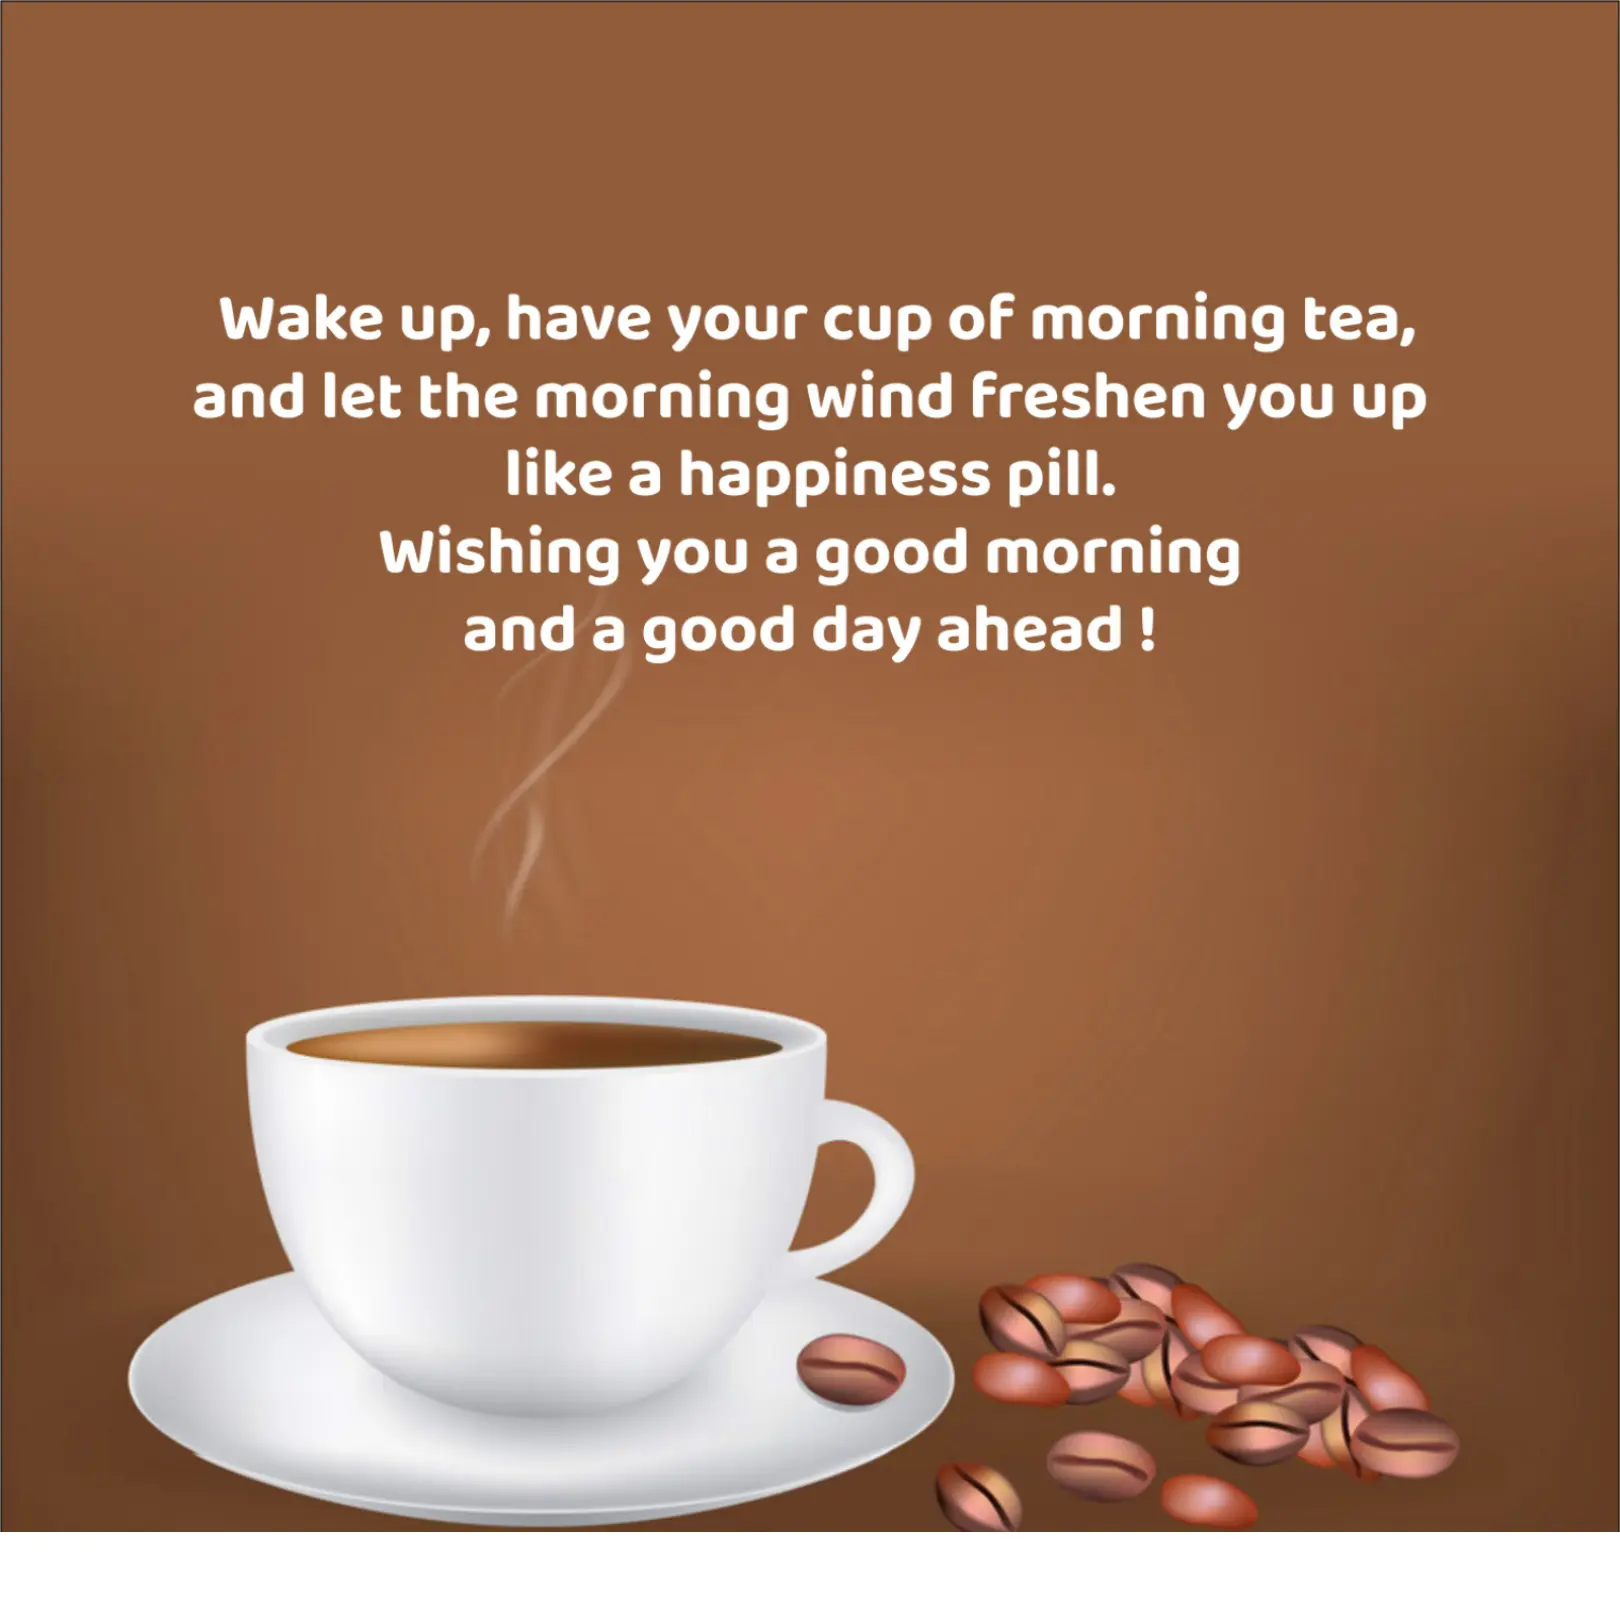 Wake up, have your cup of morning tea,
and let the morning wind freshen you up
like a happiness pill.
Wishing you a good morning
and a good day ahead !